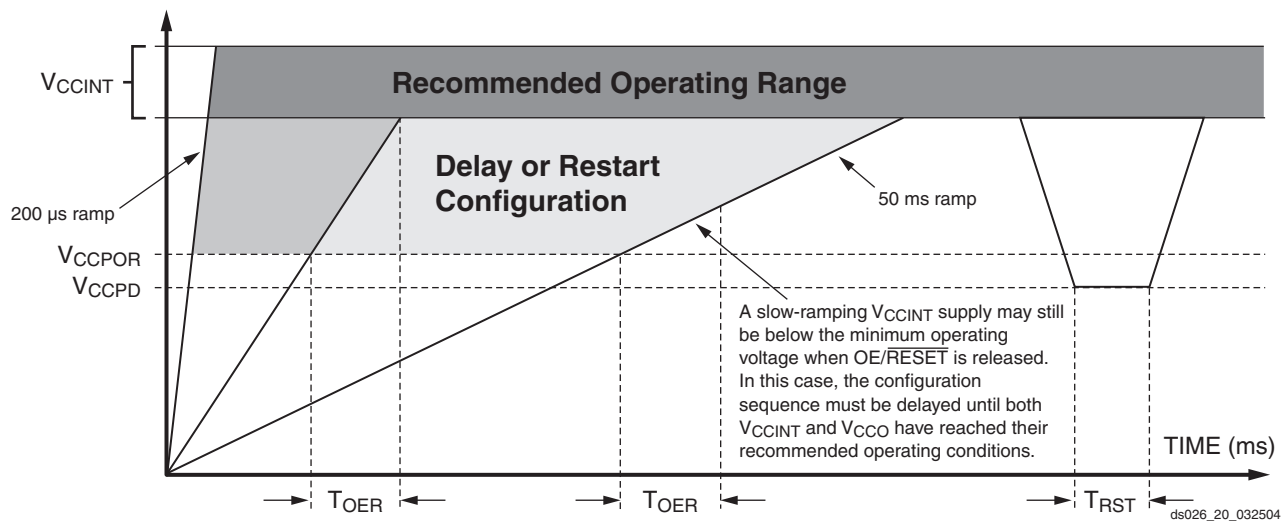 VCCINT
Recommended Operating Range
Delay or Restart
Configuration
200 µs ramp
50 ms ramp
VCCPOR
VCCPD
A slow-ramping VCCINT supply may still
be below the minimum operating
voltage when OE/RESET is released.
In this case, the configuration
sequence must be delayed until both
VCCINT and VCCO have reached their
recommended operating conditions.
TIME (ms)
TOER
TOER
TRST
ds026_20_032504